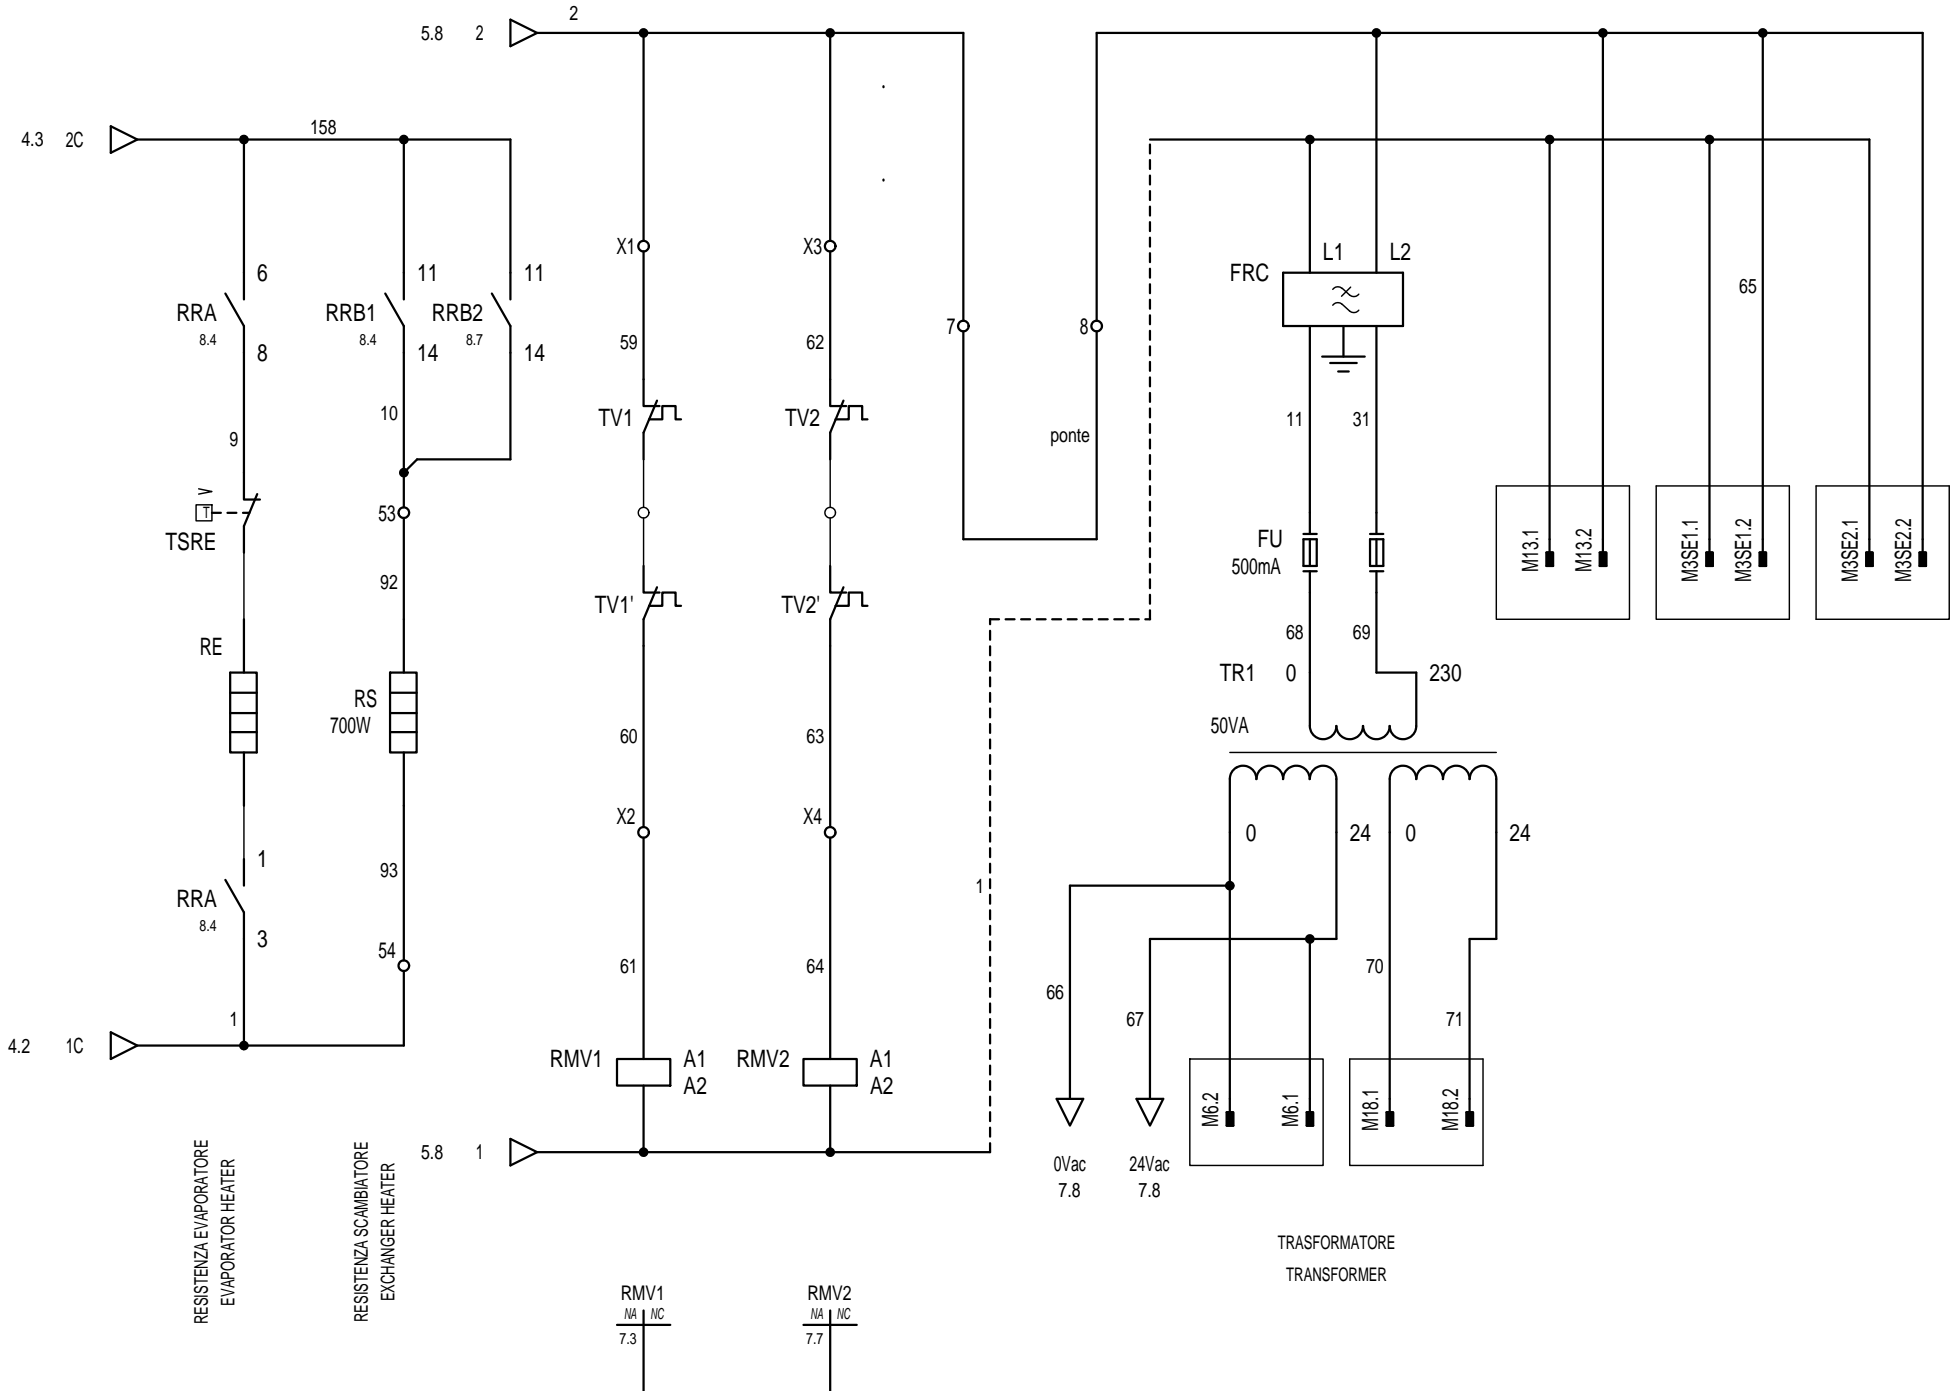 2
5.8 2
4.3 2C
158
X1
X3
L1 L2
FRC
6
11
11
RRA
8.4
RRB1
8.4
RRB2
8.7
65
7
8
59
62
8
14
14
10
TV1
TV2
11
31
9
ponte
V
T
TSRE
53
FU
500mA
M13.1
M13.2
M3SE1.1
M3SE1.2
M3SE2.1
M3SE2.2
92
TV1'
TV2'
68
69
RE
TR1 0
230
RS
700W
50VA
60
63
X2
X4
0
24
0
24
1
93
RRA
8.4
1
3
54
61
64
70
66
67
71
1
4.2 1C
RMV1
A1
A2
RMV2
A1
A2
M6.2
M6.1
M18.1
M18.2
5.8 1
0Vac
7.8
24Vac
7.8
RESISTENZA EVAPORATORE
EVAPORATOR HEATER
RESISTENZA SCAMBIATORE
EXCHANGER HEATER
TRASFORMATORE
TRANSFORMER
RMV1
NA NC
7.3
RMV2
NA NC
7.7